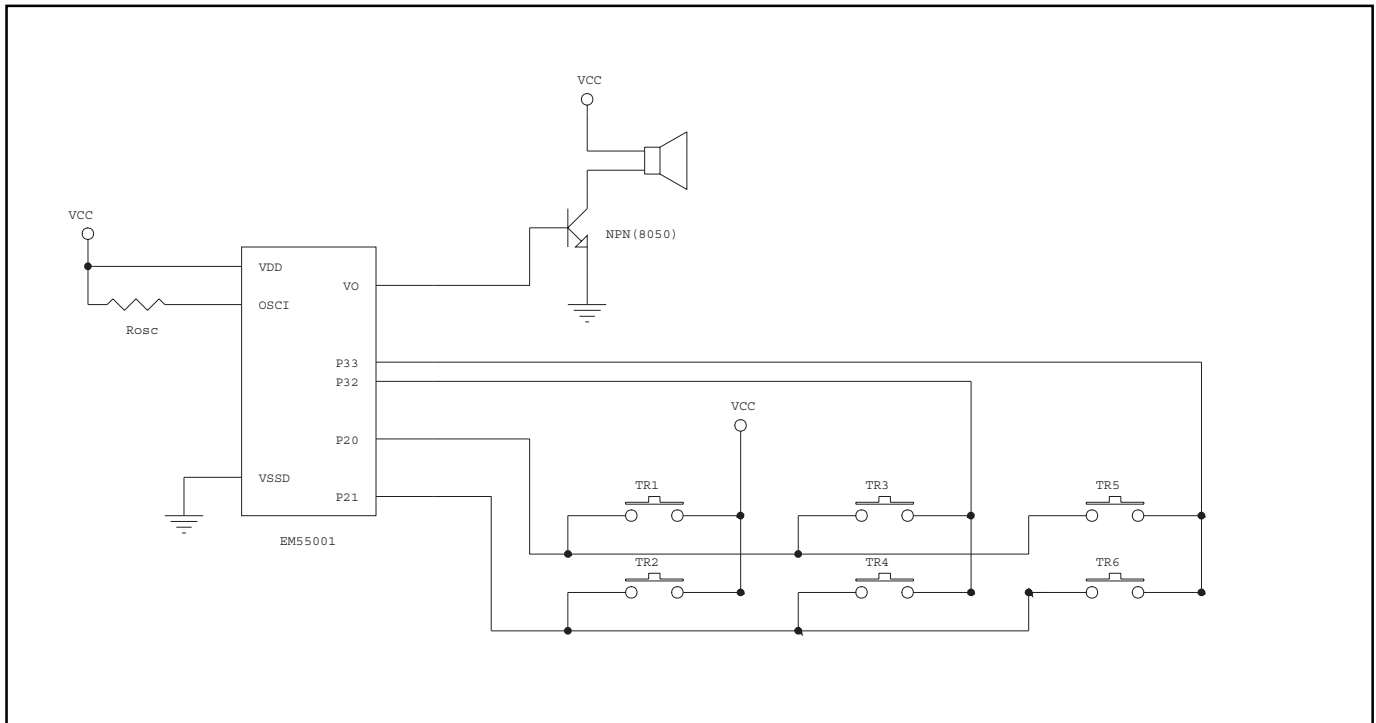 VCC
VCC
NPN(8050)
VDD
VO
OSCI
Rosc
P33
P32
VCC
P20
VSSD
P21
TR1
TR3
TR5
EM55001
TR2
TR4
TR6